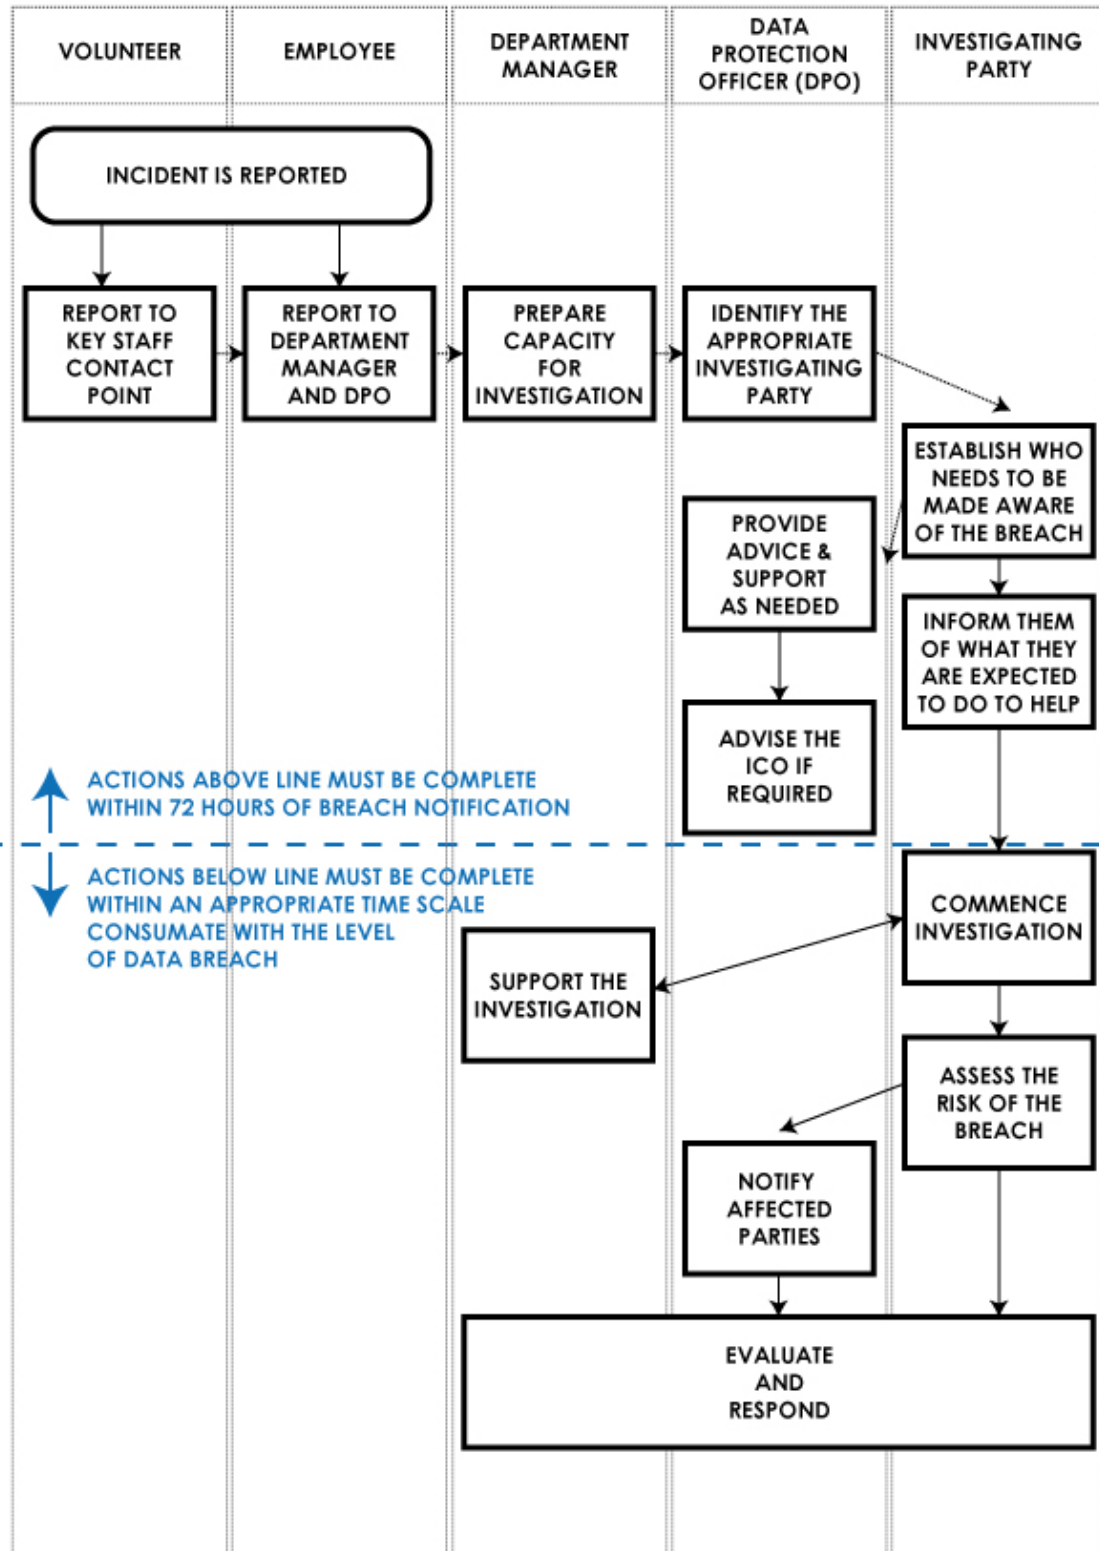 VOLUNTEER
EMPLOYEE
DEPARTMENT
MANAGER
DATA
PROTECTION
OFFICER (DPO)
INVESTIGATING
PARTY
INCIDENT IS REPORTED
REPORT TO
KEY STAFF
CONTACT
POINT
REPORT TO
DEPARTMENT
MANAGER
AND DPO
PREPARE
CAPACITY
FOR
INVESTIGATION
IDENTIFY THE
APPROPRIATE
INVESTIGATING
PARTY
ESTABLISH WHO
NEEDS TO BE
MADE AWARE
OF THE BREACH
PROVIDE
ADVICE &
SUPPORT
AS NEEDED
INFORM THEM
OF WHAT THEY
ARE EXPECTED
TO DO TO HELP
ADVISE THE
ICO IF
REQUIRED
ACTIONS ABOVE LINE MUST BE COMPLETE
WITHIN 72 HOURS OF BREACH NOTIFICATION
ACTIONS BELOW LINE MUST BE COMPLETE
WITHIN AN APPROPRIATE TIME SCALE
CONSUMATE WITH THE LEVEL
OF DATA BREACH
COMMENCE
INVESTIGATION
SUPPORT THE
INVESTIGATION
ASSESS THE
RISK OF THE
BREACH
NOTIFY
AFFECTED
PARTIES
EVALUATE
AND
RESPOND